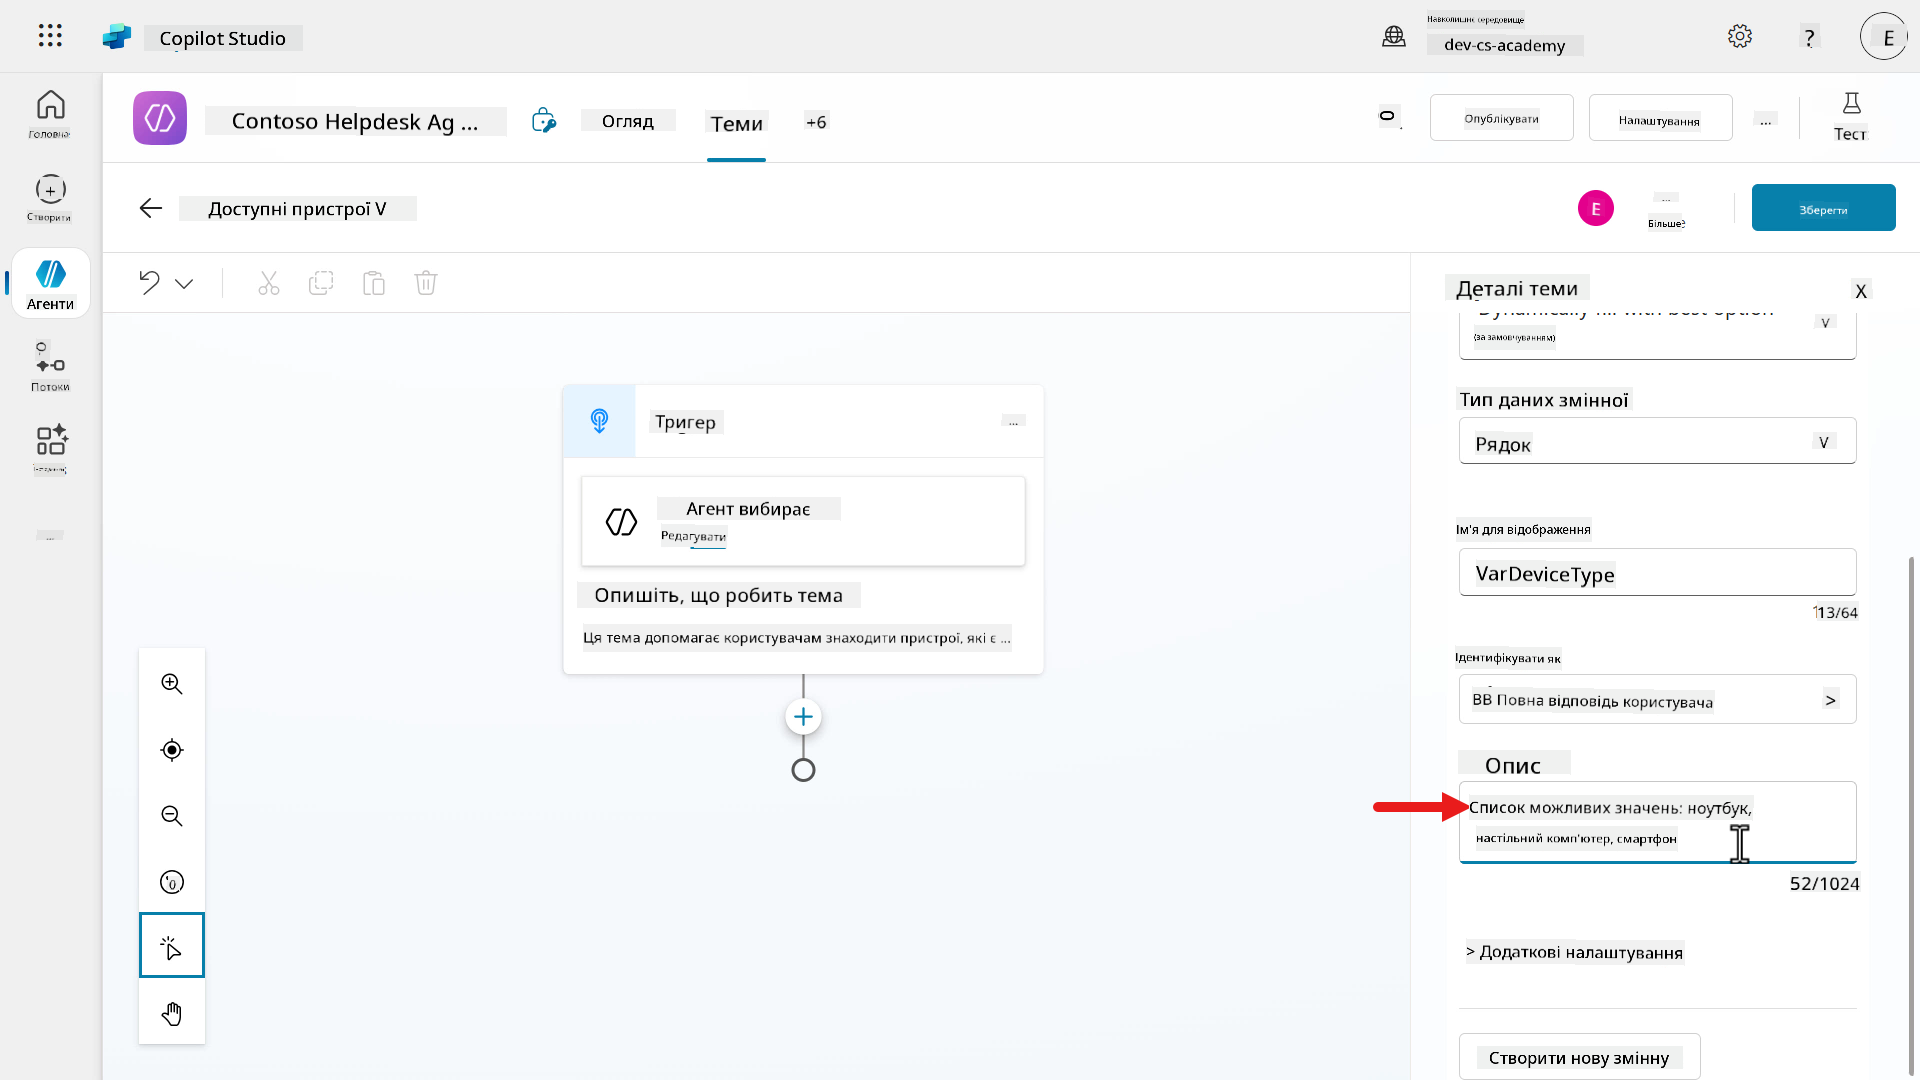 Copilot Studio
Навколишнє середовище
dev-cs-academy
?
E
Головна
Створити
Агенти
Потоки
...
Contoso Helpdesk Ag ...
Огляд
Теми
+6
Опублікувати
Налаштування
...
Тест
Доступні пристрої V
E
...
Більше
Зберегти
Тригер
...
Агент вибирає
Редагувати
Опишіть, що робить тема
Ця тема допомагає користувачам знаходити пристрої, які є ...
Деталі теми
X
Dynamically fill with best option
(за замовчуванням)
V
Тип даних змінної
Рядок
V
Ім'я для відображення
VarDeviceType
13/64
Ідентифікувати як
ВВ Повна відповідь користувача
>
Опис
Список можливих значень: ноутбук,
настільний комп'ютер, смартфон
52/1024
> Додаткові налаштування
Створити нову змінну